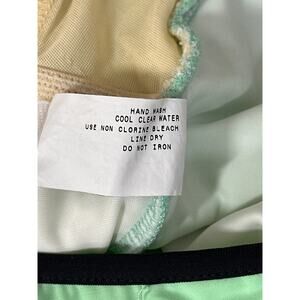 HAND WASH
COOL CLEAR WATER
USE NON CLORINE BLEACH
LINE DRY
DO NOT IRON